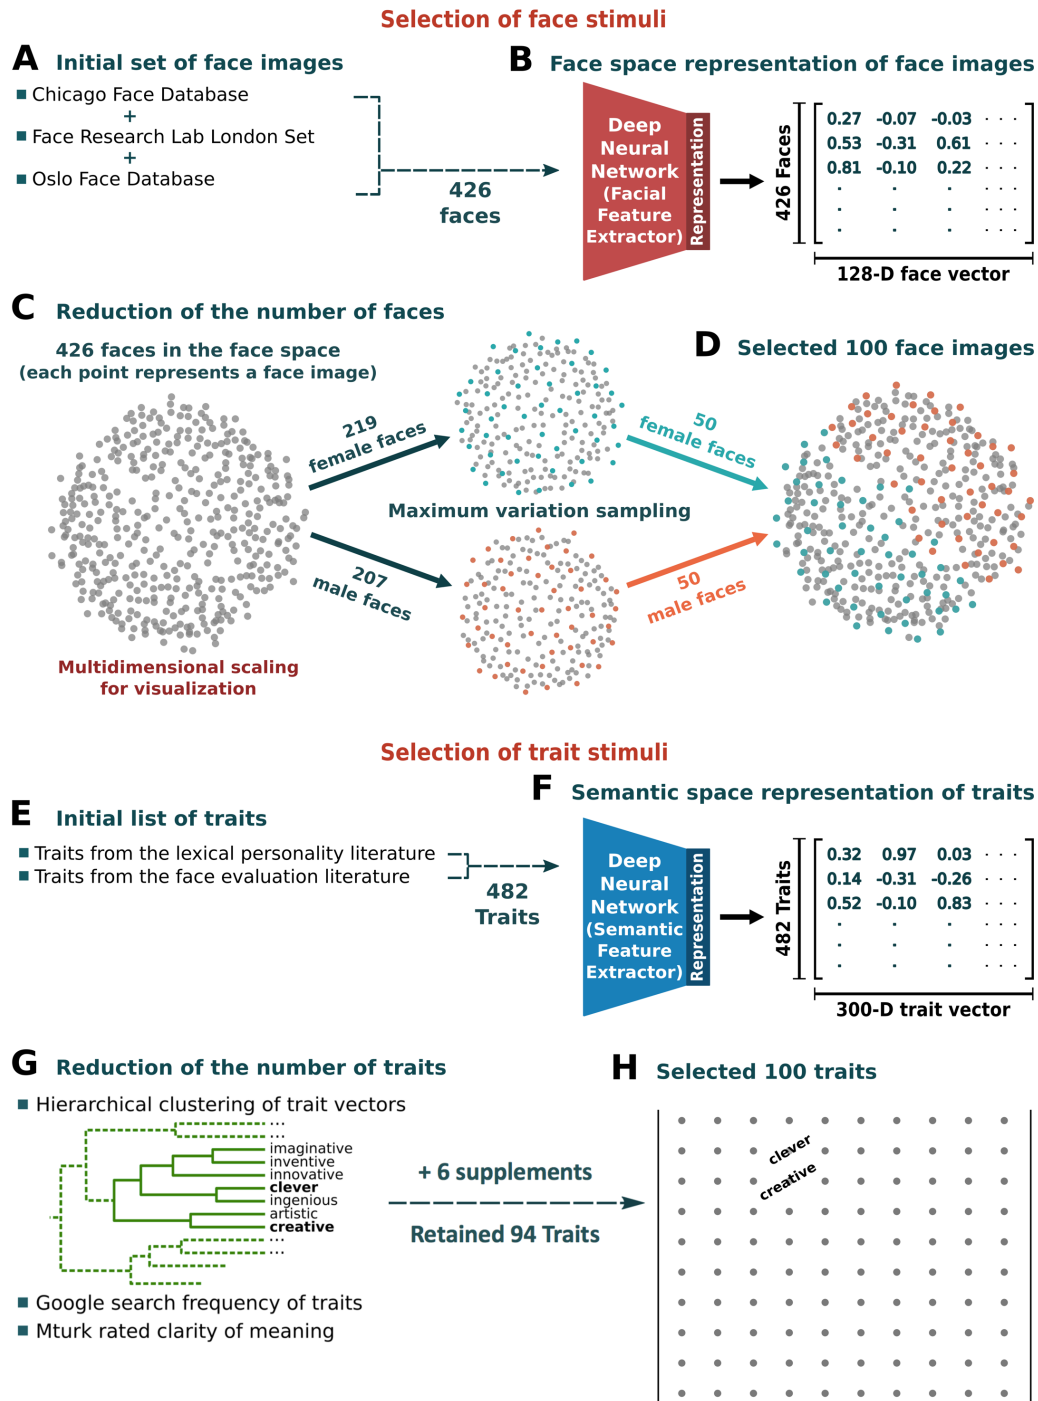 Selection of face stimuli
A Initial set of face images
■ Chicago Face Database
+
■ Face Research Lab London Set
+
■ Oslo Face Database
426
faces
B Face space representation of face images
Deep
Neural
Network
(Facial
Feature
Extractor)
Representation
426 Faces
0.27 -0.07 -0.03 · · ·
0.53 -0.31 0.61 · · ·
0.81 -0.10 0.22 · · ·
. . . · · ·
. . . · · ·
. . . · · ·
128-D face vector
C Reduction of the number of faces
426 faces in the face space
(each point represents a face image)
219
female faces
207
male faces
Multidimensional scaling
for visualization
Maximum variation sampling
50
female faces
50
male faces
D Selected 100 face images
Selection of trait stimuli
E Initial list of traits
■ Traits from the lexical personality literature
■ Traits from the face evaluation literature
482
Traits
F Semantic space representation of traits
Deep
Neural
Network
(Semantic
Feature
Extractor)
Representation
482 Traits
0.32 0.97 0.03 · · ·
0.14 -0.31 -0.26 · · ·
0.52 -0.10 0.83 · · ·
. . . · · ·
. . . · · ·
. . . · · ·
300-D trait vector
G Reduction of the number of traits
■ Hierarchical clustering of trait vectors
...
...
imaginative
inventive
innovative
clever
ingenious
artistic
creative
...
...
■ Google search frequency of traits
■ Mturk rated clarity of meaning
+ 6 supplements
Retained 94 Traits
H Selected 100 traits
clever
creative